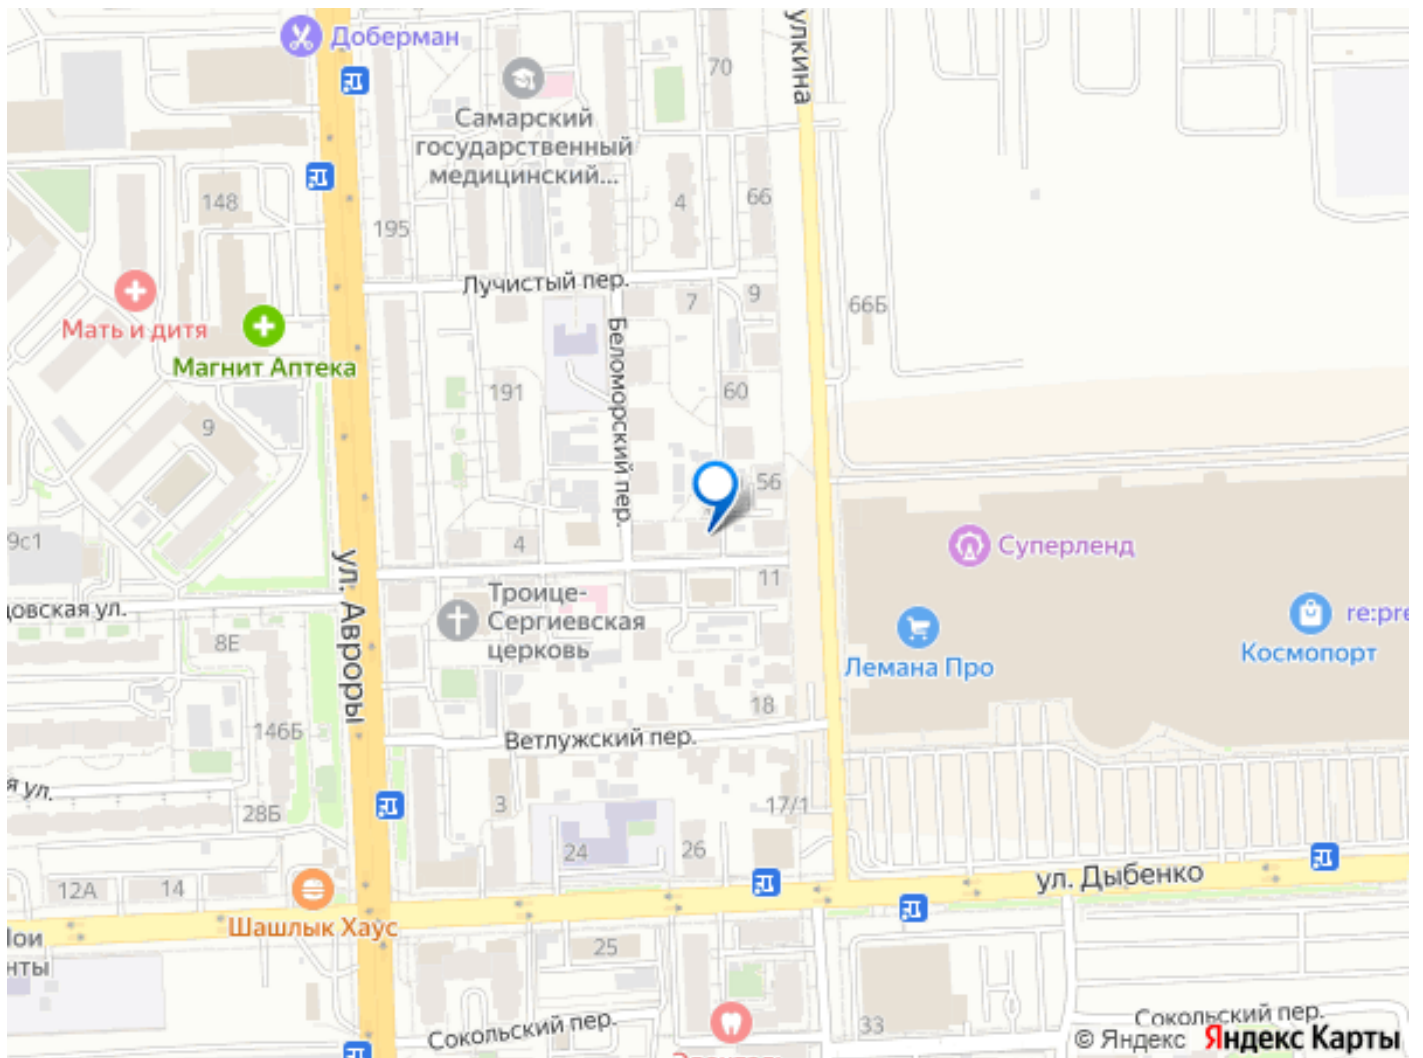 Доберман
70
улкина
Самарский
государственный
медицинский...
148
4
66
195
Лучистый пер.
7
9
66Б
Мать и дитя
Магнит Аптека
Беломорский пер.
191
60
9
56
9с1
4
Суперленд
ул. Авроры
11
Троице-
Сергиевская
церковь
довская ул.
8Е
Лемана Про
re:pre
Космопорт
18
146Б
Ветлужский пер.
я ул.
28Б
3
17/1
24
26
12А
14
ул. Дыбенко
Шашлык Хаус
25
нты
33
Сокольский пер.
Сокольский пер.
© Яндекс Яндекс Карты